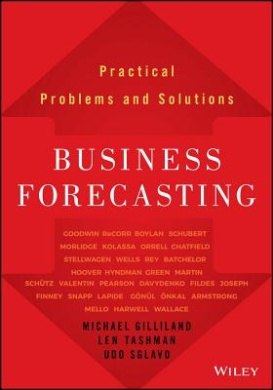 Practical
Problems and Solutions
BUSINESS
FORECASTING
GOODWIN ReCORR BOYLAN SCHUBERT
MORLIDGE KOLASSA ORRELL CHATFIELD
STELLWAGEN WELLS REY BATCHELOR
HOOVER HYNDMAN GREEN MARTIN
SCHÜTZ VALENTIN PEARSON DAVYDENKO FILDES JOSEPH
FINNEY SNAPP LAPIDE GÖNÜL ÖNKAL ARMSTRONG
MELLO HARWELL WALLACE
MICHAEL GILLILAND
LEN TASHMAN
UDO SGLAVO
WILEY